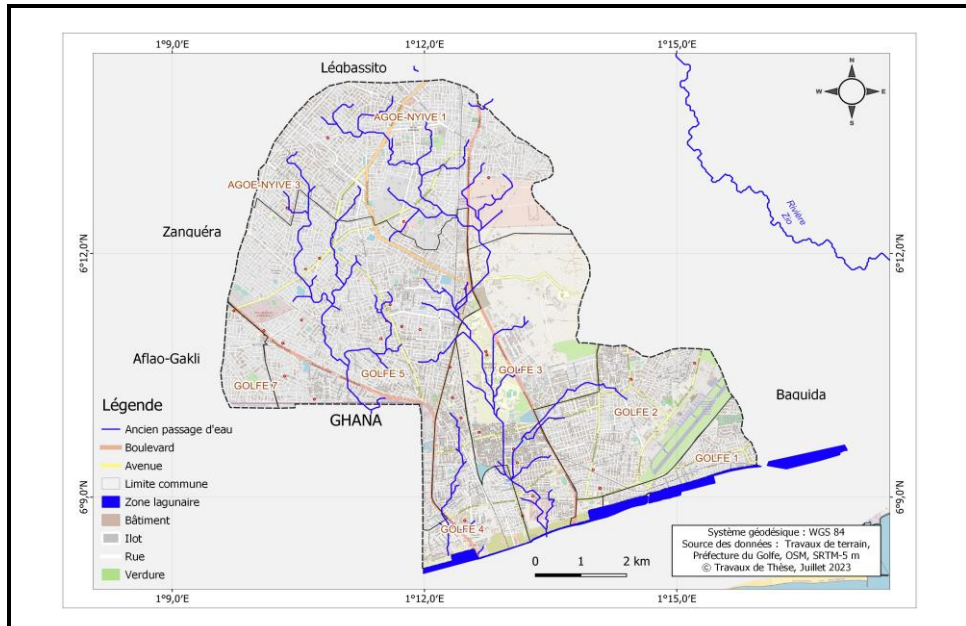 1°9,0'E 1°12,0'E 1°15,0'E
Légbassito
N
W E
S
AGOE-NYIVE 1
AGOE-NYIVE 3
Rivière Zio
Zanguéra
6°12,0'N 6°12,0'N
Aflao-Gakli
GOLFE 7
GOLFE 5
GOLFE 3
GOLFE 2
Baguida
GHANA
GOLFE 1
GOLFE 4
6°9,0'N 6°9,0'N
Légende
Ancien passage d'eau
Boulevard
Avenue
Limite commune
Zone lagunaire
Bâtiment
Ilot
Rue
Verdure
0 1 2 km
Système géodésique : WGS 84
Source des données : Travaux de terrain,
Préfecture du Golfe, OSM, SRTM-5 m
© Travaux de Thèse, Juillet 2023
1°9,0'E 1°12,0'E 1°15,0'E